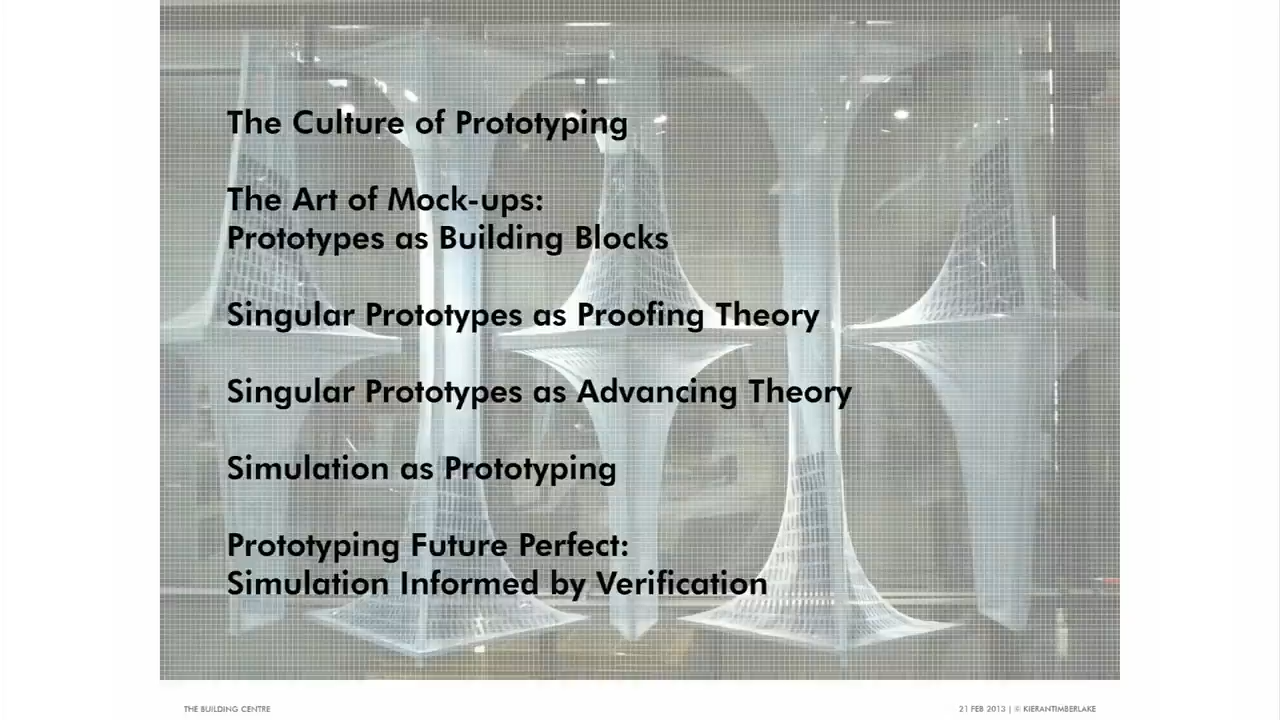 The Culture of Prototyping
The Art of Mock-ups:
Prototypes as Building Blocks
Singular Prototypes as Proofing Theory
Singular Prototypes as Advancing Theory
Simulation as Prototyping
Prototyping Future Perfect:
Simulation Informed by Verification
THE BUILDING CENTRE
21 FEB 2013 | © KIERANTIMBERLAKE